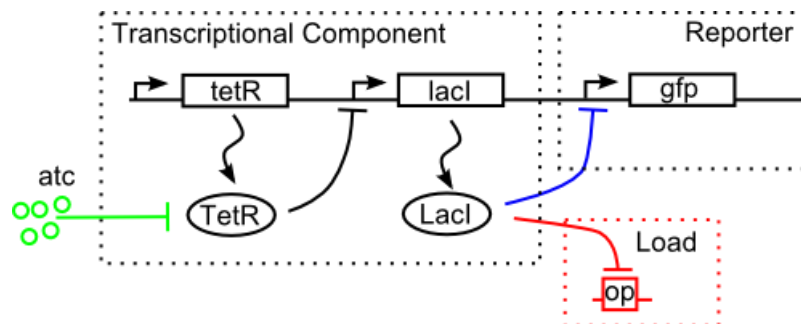 Transcriptional Component
Reporter
tetR
lacI
gfp
atc
TetR
LacI
Load
op